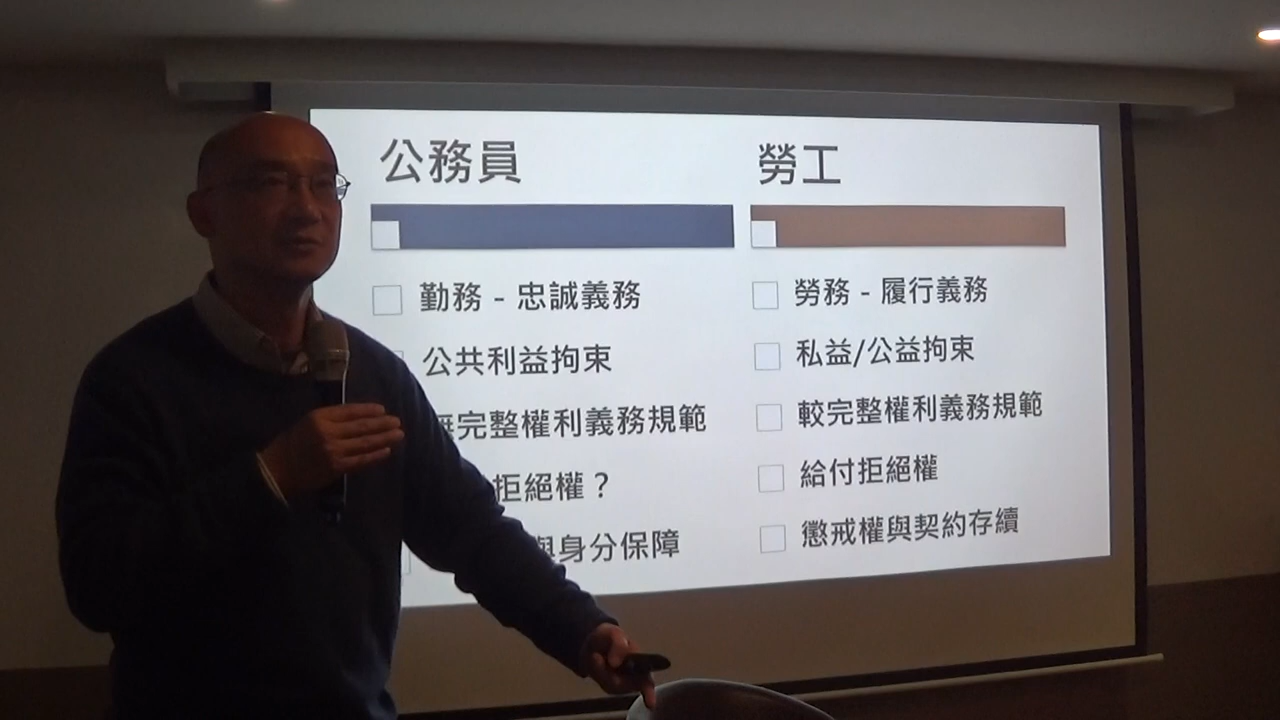 公務員
勤務 - 忠誠義務
公共利益拘束
完整權利義務規範
拒絕權？
身分保障
勞工
勞務 - 履行義務
私益/公益拘束
較完整權利義務規範
給付拒絕權
懲戒權與契約存續